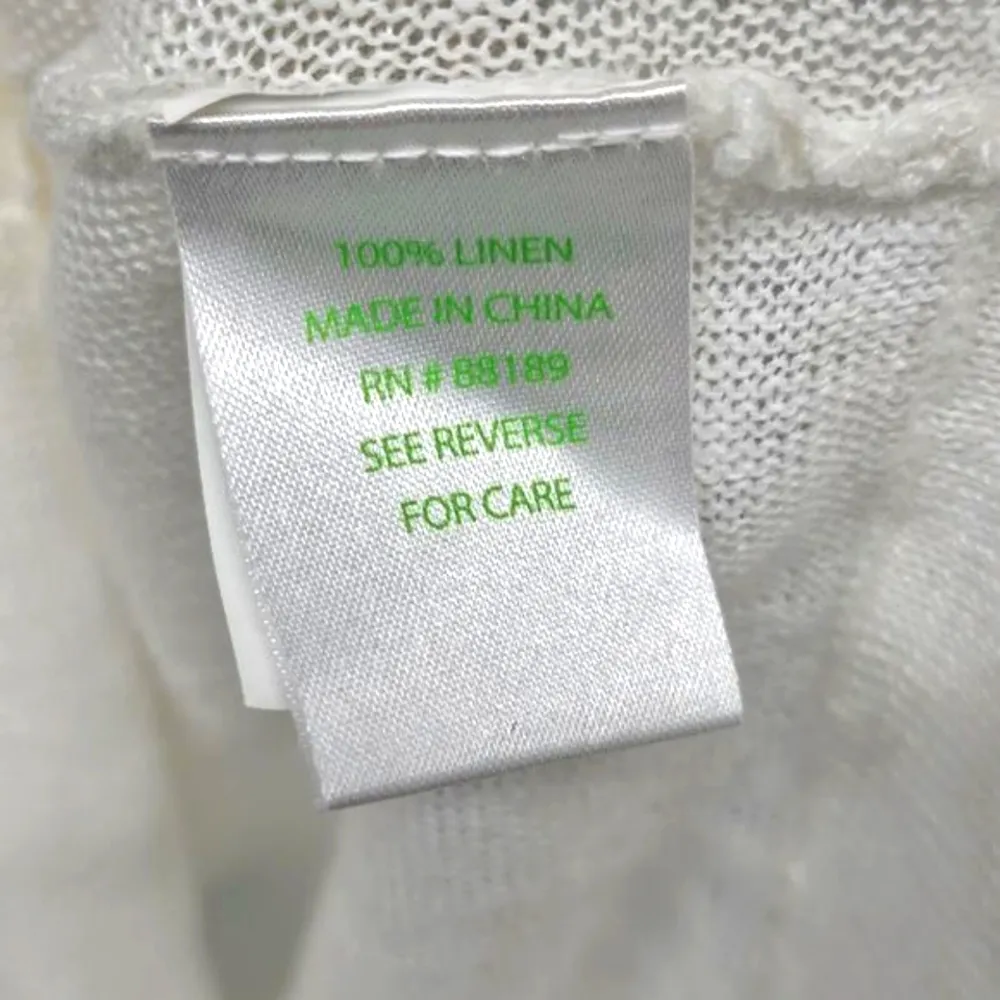 100% LINEN
MADE IN CHINA
RN # 88189
SEE REVERSE
FOR CARE